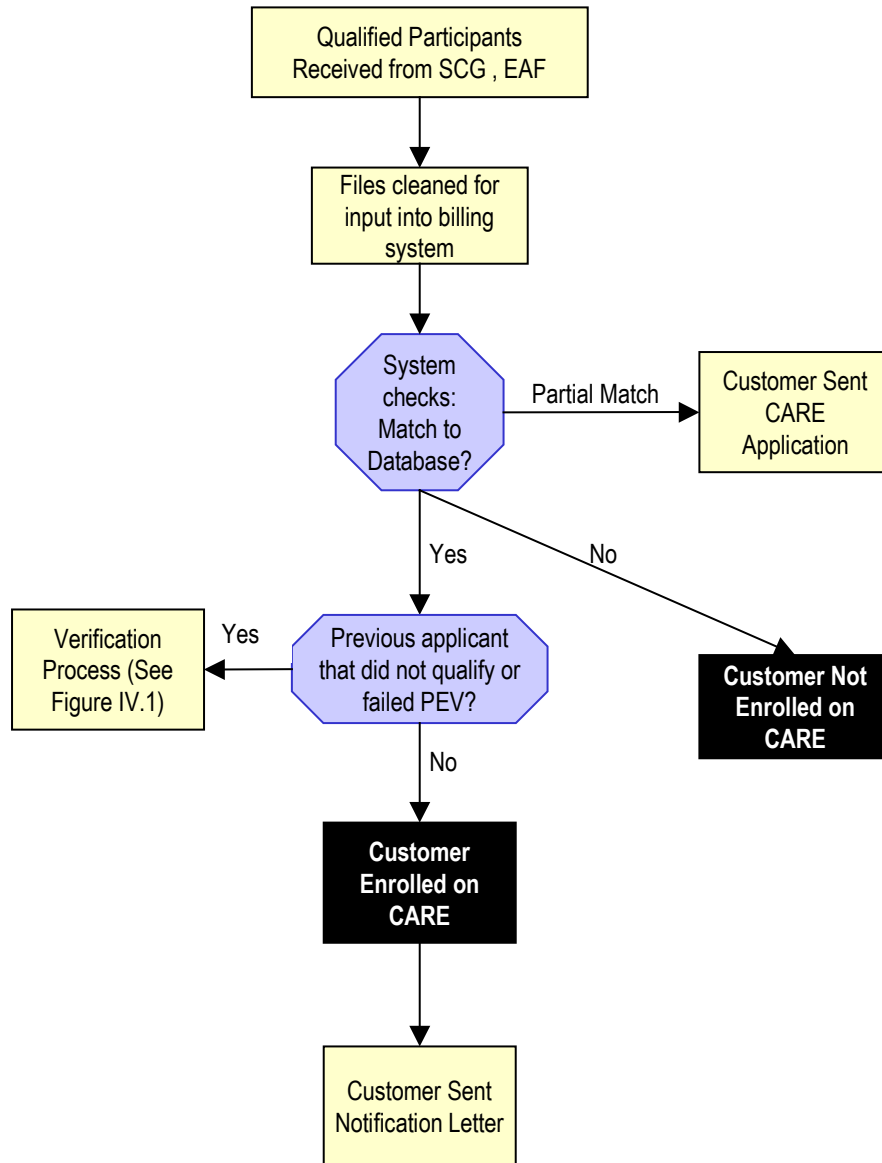 Qualified Participants
Received from SCG , EAF
Files cleaned for
input into billing
system
System
checks:
Match to
Database?
Partial Match
Customer Sent
CARE
Application
Yes
No
Verification
Process (See
Figure IV.1)
Yes
Previous applicant
that did not qualify or
failed PEV?
Customer Not
Enrolled on
CARE
No
Customer
Enrolled on
CARE
Customer Sent
Notification Letter